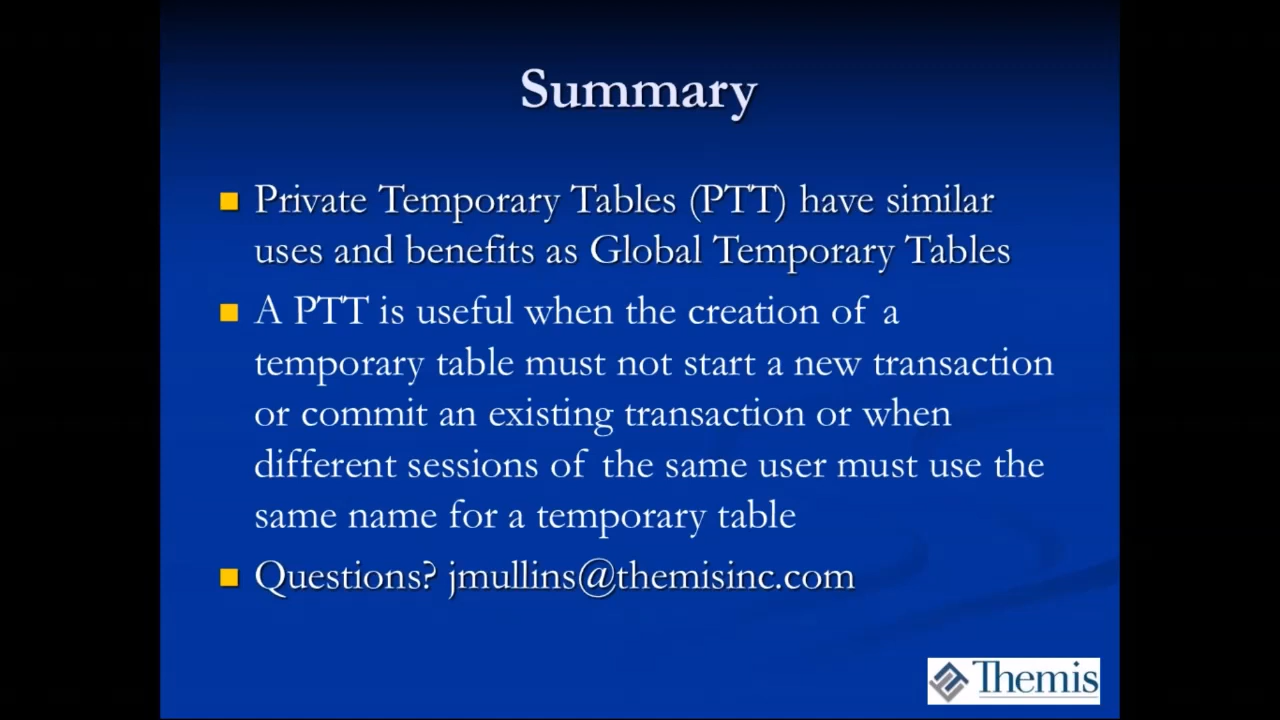 Summary
Private Temporary Tables (PTT) have similar
uses and benefits as Global Temporary Tables
A PTT is useful when the creation of a
temporary table must not start a new transaction
or commit an existing transaction or when
different sessions of the same user must use the
same name for a temporary table
Questions? jmullins@themisinc.com
Themis